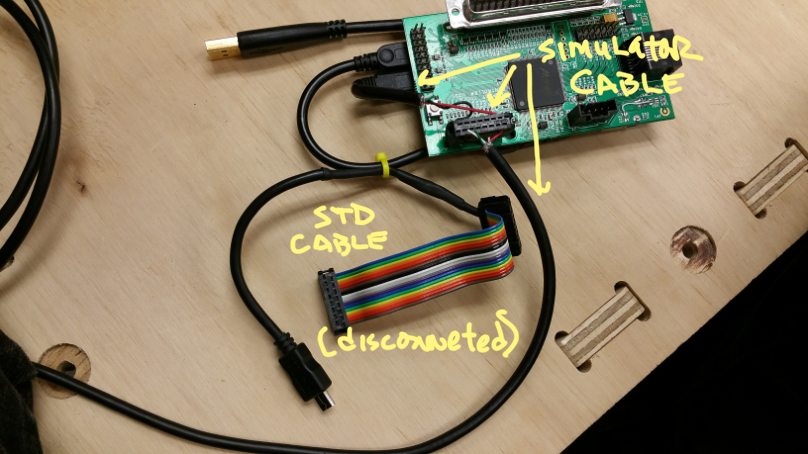 SIMULATOR
CABLE
STD
CABLE
(disconneted)